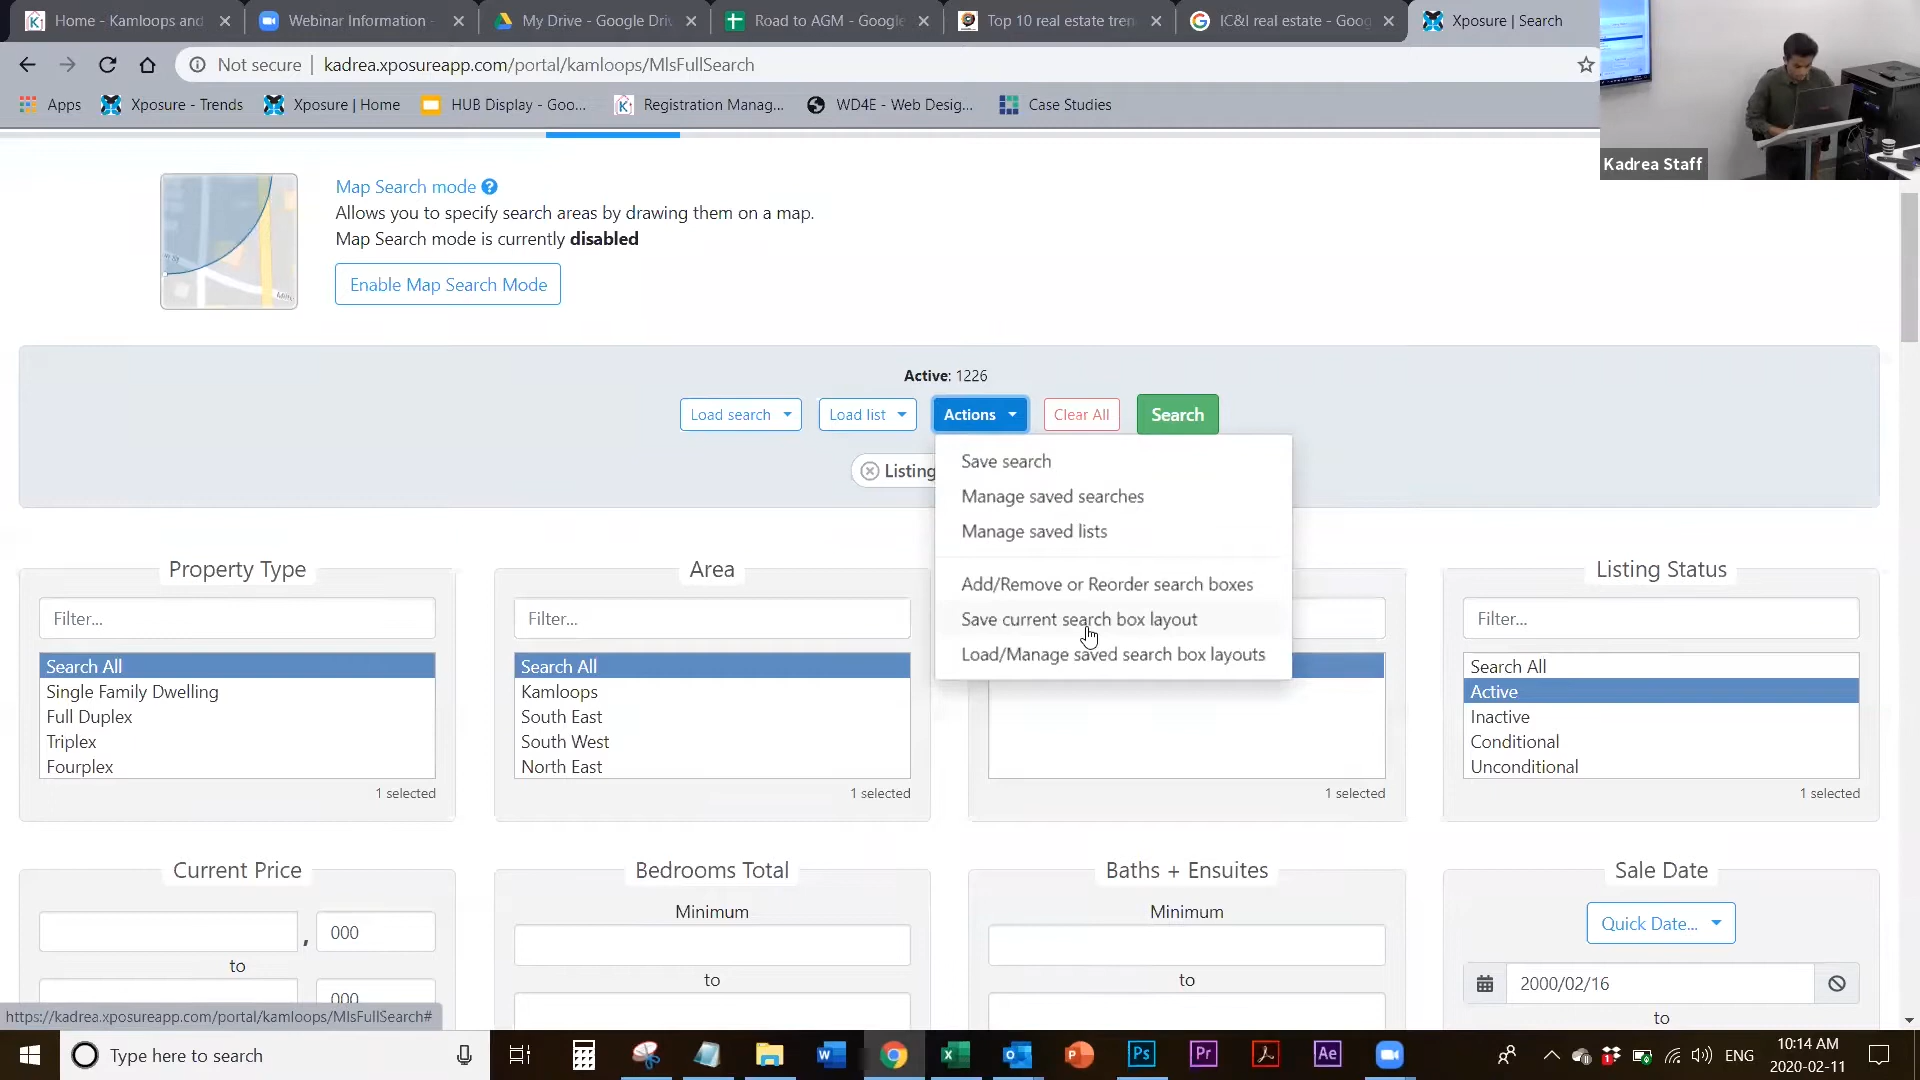 Home - Kamloops and
Webinar Information -
My Drive - Google Driv
Road to AGM - Google
Top 10 real estate tren
IC&I real estate - Goog
Xposure | Search
Not secure
kadrea.xposureapp.com/portal/kamloops/MlsFullSearch
Apps
Xposure - Trends
Xposure | Home
HUB Display - Goo...
Registration Manag...
WD4E - Web Desig...
Case Studies
Kadrea Staff
Map Search mode
Allows you to specify search areas by drawing them on a map.
Map Search mode is currently disabled
Enable Map Search Mode
Active: 1226
Load search
Load list
Actions
Clear All
Search
Listing
Save search
Manage saved searches
Manage saved lists
Add/Remove or Reorder search boxes
Save current search box layout
Load/Manage saved search box layouts
Property Type
Filter...
Search All
Single Family Dwelling
Full Duplex
Triplex
Fourplex
1 selected
Area
Filter...
Search All
Kamloops
South East
South West
North East
1 selected
1 selected
Listing Status
Filter...
Search All
Active
Inactive
Conditional
Unconditional
1 selected
Current Price
, 000
to
000
Bedrooms Total
Minimum
to
Baths + Ensuites
Minimum
to
Sale Date
Quick Date...
2000/02/16
to
https://kadrea.xposureapp.com/portal/kamloops/MlsFullSearch#
Type here to search
ENG
10:14 AM
2020-02-11